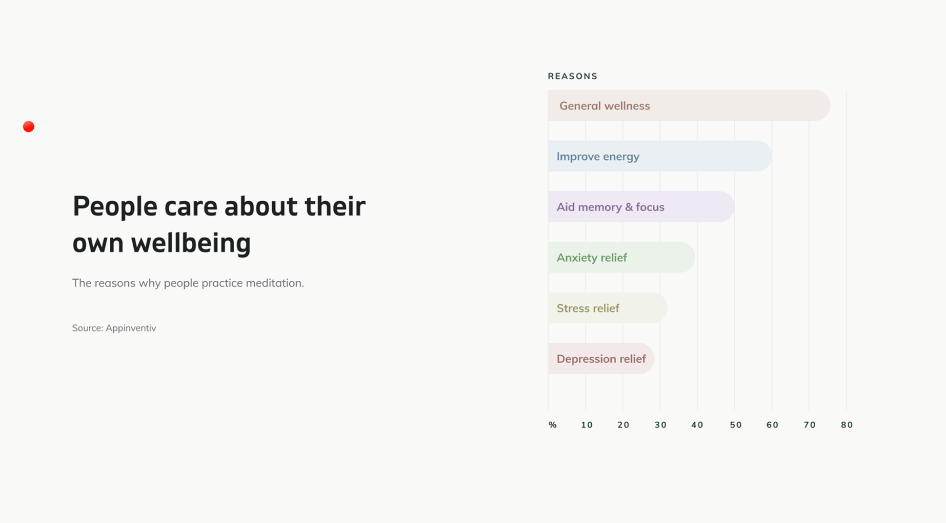 People care about their
own wellbeing
The reasons why people practice meditation.
Source: Appinventiv
REASONS
General wellness
Improve energy
Aid memory & focus
Anxiety relief
Stress relief
Depression relief
% 10 20 30 40 50 60 70 80